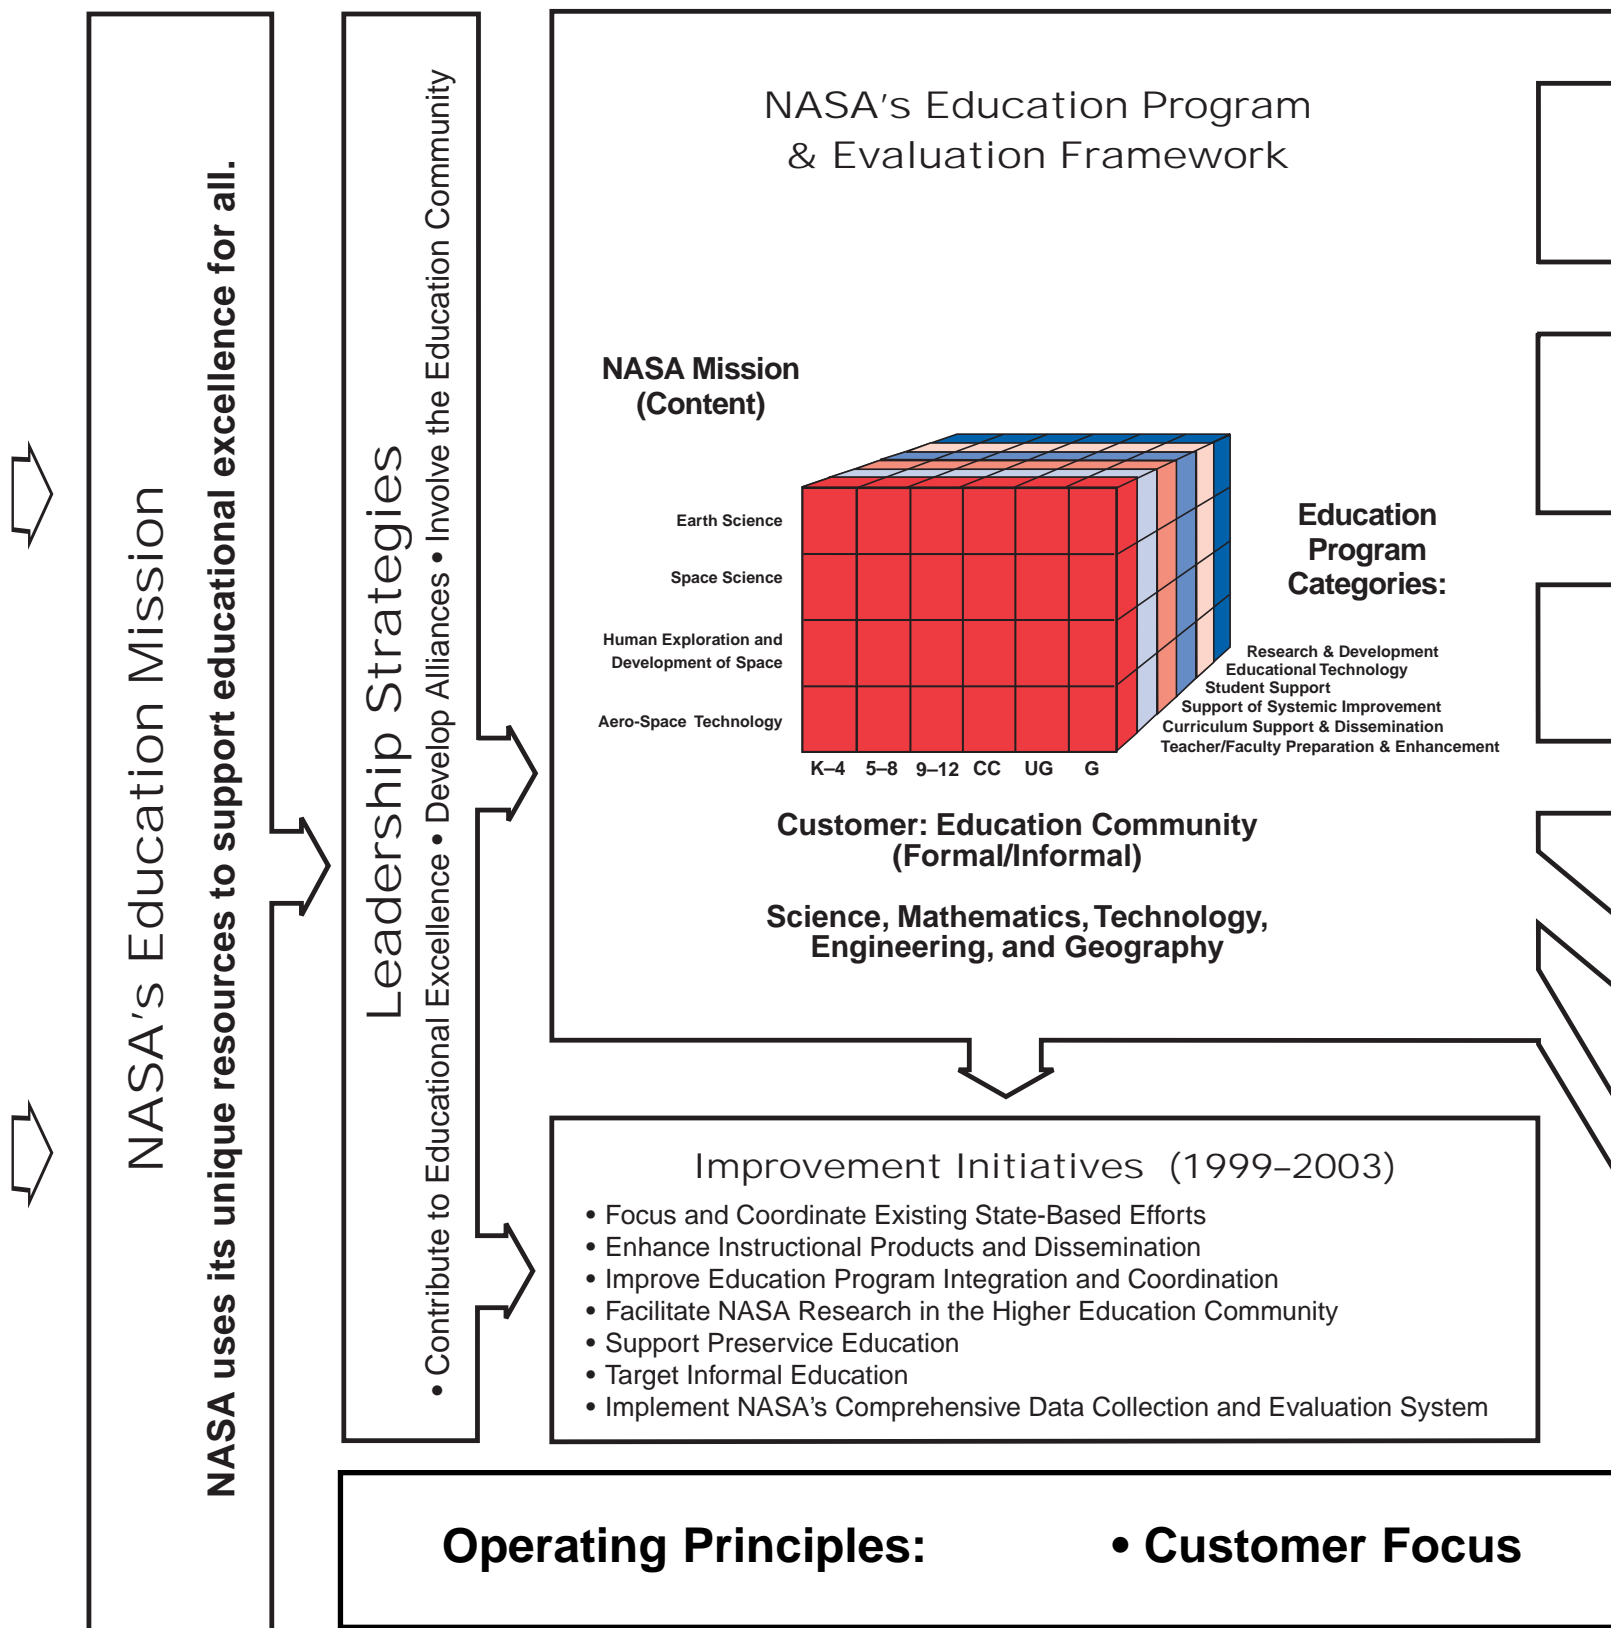 NASA's Education Mission
NASA uses its unique resources to support educational excellence for all.
Leadership Strategies
• Contribute to Educational Excellence • Develop Alliances • Involve the Education Community
NASA's Education Program
& Evaluation Framework
NASA Mission
(Content)
Earth Science
Space Science
Human Exploration and
Development of Space
Aero-Space Technology
K–4 5–8 9–12 CC UG G
Education
Program
Categories:
Research & Development
Educational Technology
Student Support
Support of Systemic Improvement
Curriculum Support & Dissemination
Teacher/Faculty Preparation & Enhancement
Customer: Education Community
(Formal/Informal)
Science, Mathematics, Technology,
Engineering, and Geography
Improvement Initiatives (1999–2003)
• Focus and Coordinate Existing State-Based Efforts
• Enhance Instructional Products and Dissemination
• Improve Education Program Integration and Coordination
• Facilitate NASA Research in the Higher Education Community
• Support Preservice Education
• Target Informal Education
• Implement NASA's Comprehensive Data Collection and Evaluation System
Operating Principles: • Customer Focus